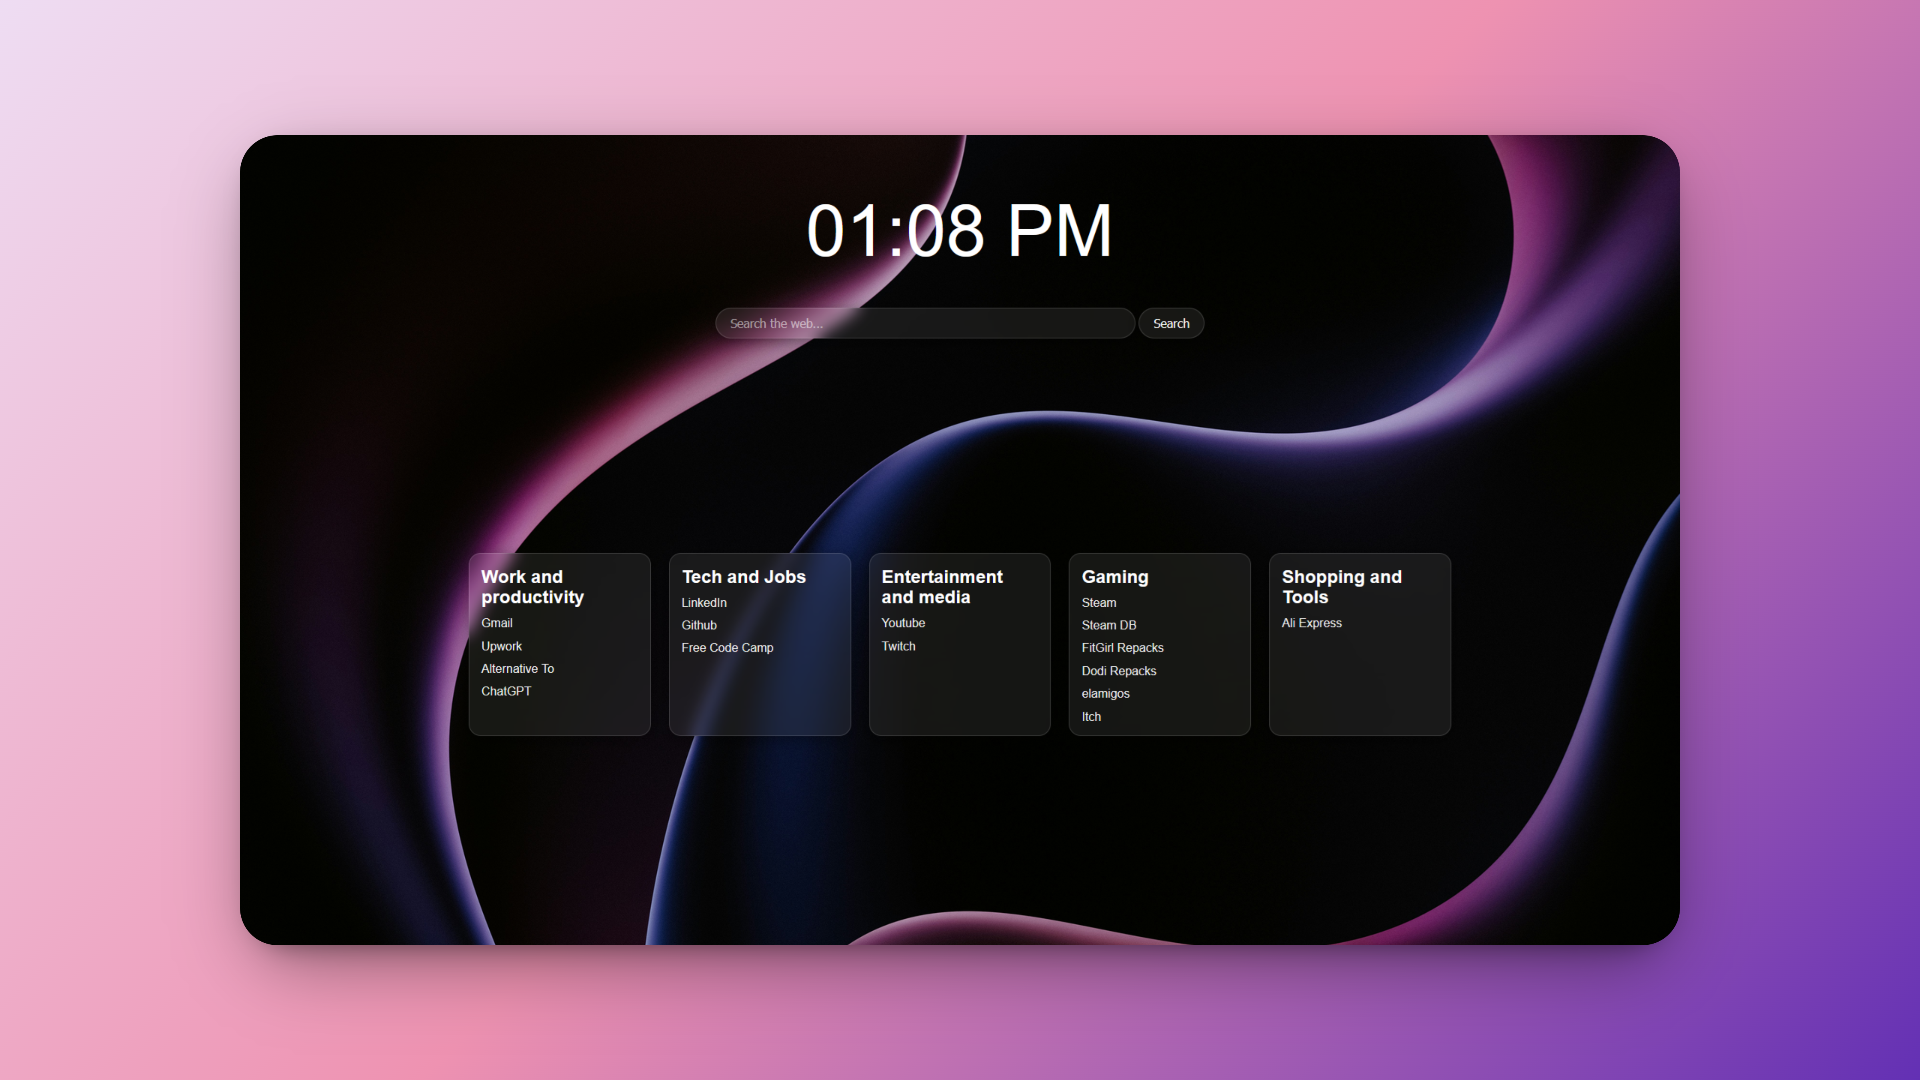 01:08 PM
Search the web...
Search
Work and
productivity
Gmail
Upwork
Alternative To
ChatGPT
Tech and Jobs
LinkedIn
Github
Free Code Camp
Entertainment
and media
Youtube
Twitch
Gaming
Steam
Steam DB
FitGirl Repacks
Dodi Repacks
elamigos
Itch
Shopping and
Tools
Ali Express